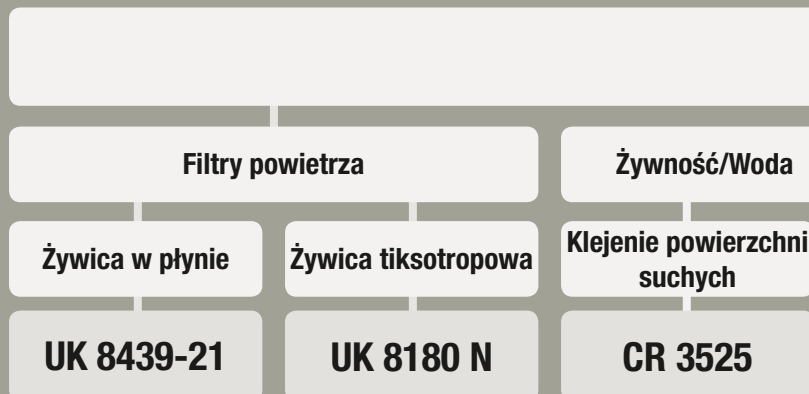 Filtry powietrza
Żywność/Woda
Żywica w płynie
Żywica tiksotropowa
Klejenie powierzchni
suchych
UK 8439-21
UK 8180 N
CR 3525